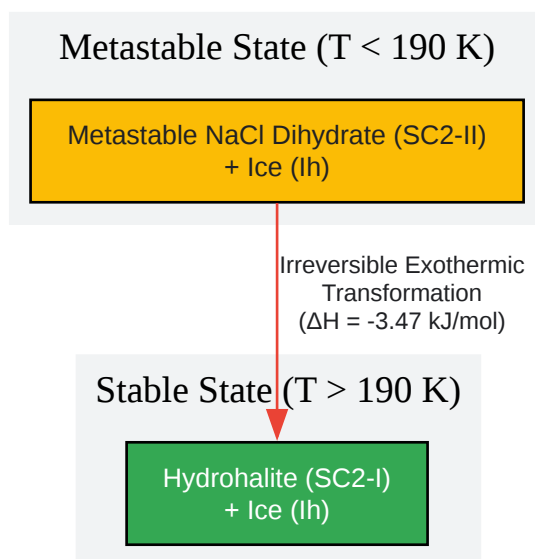 Metastable State (T < 190 K)
Metastable NaCl Dihydrate (SC2-II)
+ Ice (Ih)
Irreversible Exothermic
Transformation
(ΔH = -3.47 kJ/mol)
Stable State (T > 190 K)
Hydrohalite (SC2-I)
+ Ice (Ih)